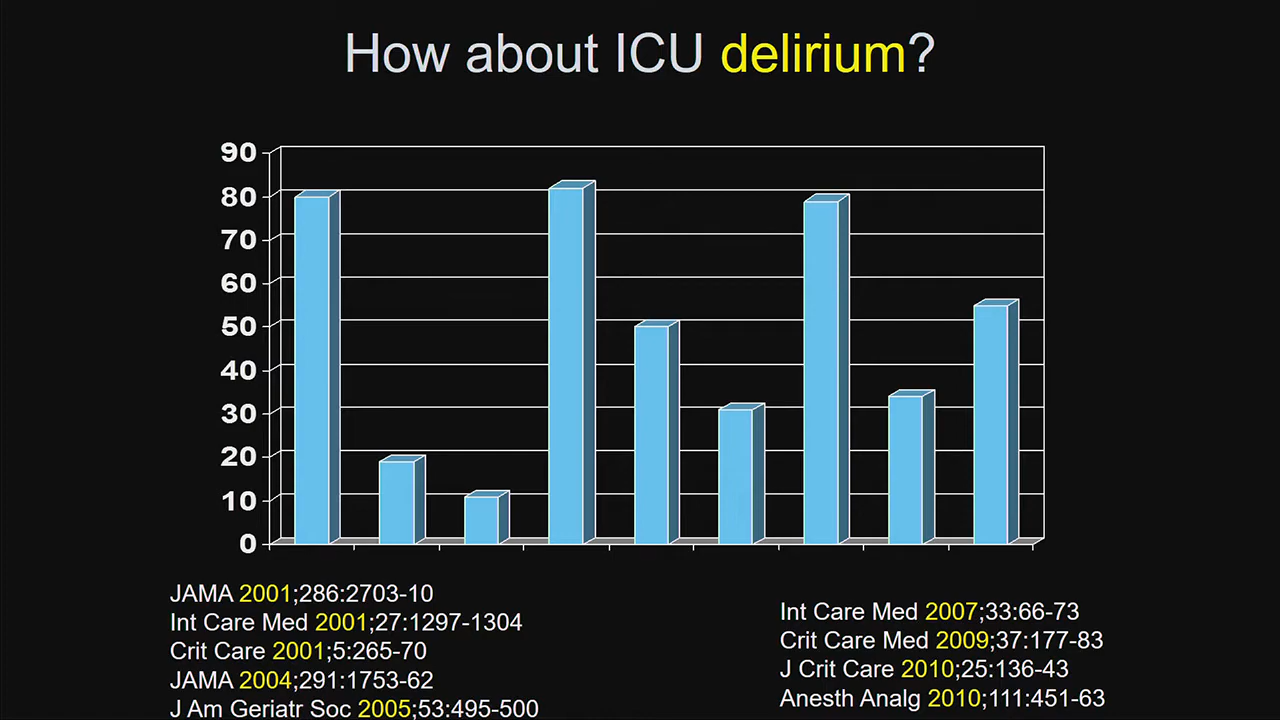 How about ICU delirium?
90
80
70
60
50
40
30
20
10
0
JAMA 2001;286:2703-10
Int Care Med 2001;27:1297-1304
Crit Care 2001;5:265-70
JAMA 2004;291:1753-62
J Am Geriatr Soc 2005;53:495-500
Int Care Med 2007;33:66-73
Crit Care Med 2009;37:177-83
J Crit Care 2010;25:136-43
Anesth Analg 2010;111:451-63